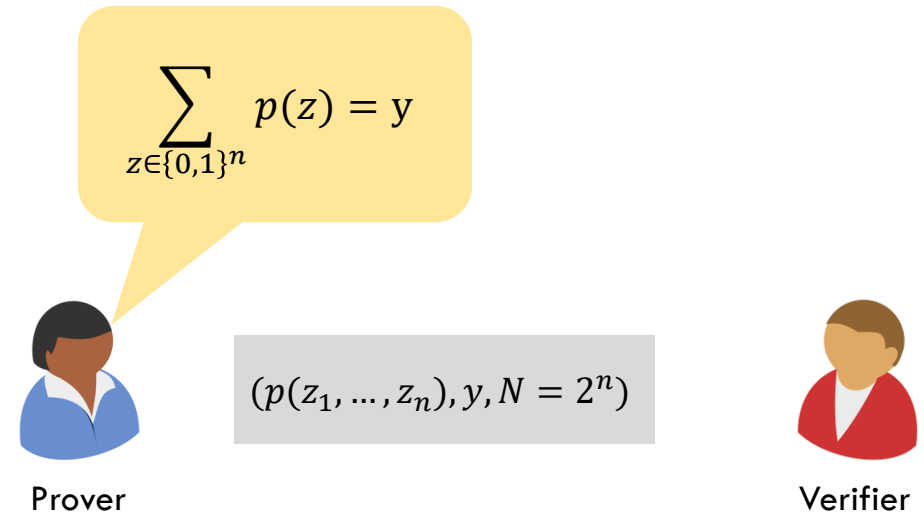 ∑_{z∈{0,1}^n} p(z) = y
(p(z_1, … , z_n), y, N = 2^n)
Prover
Verifier